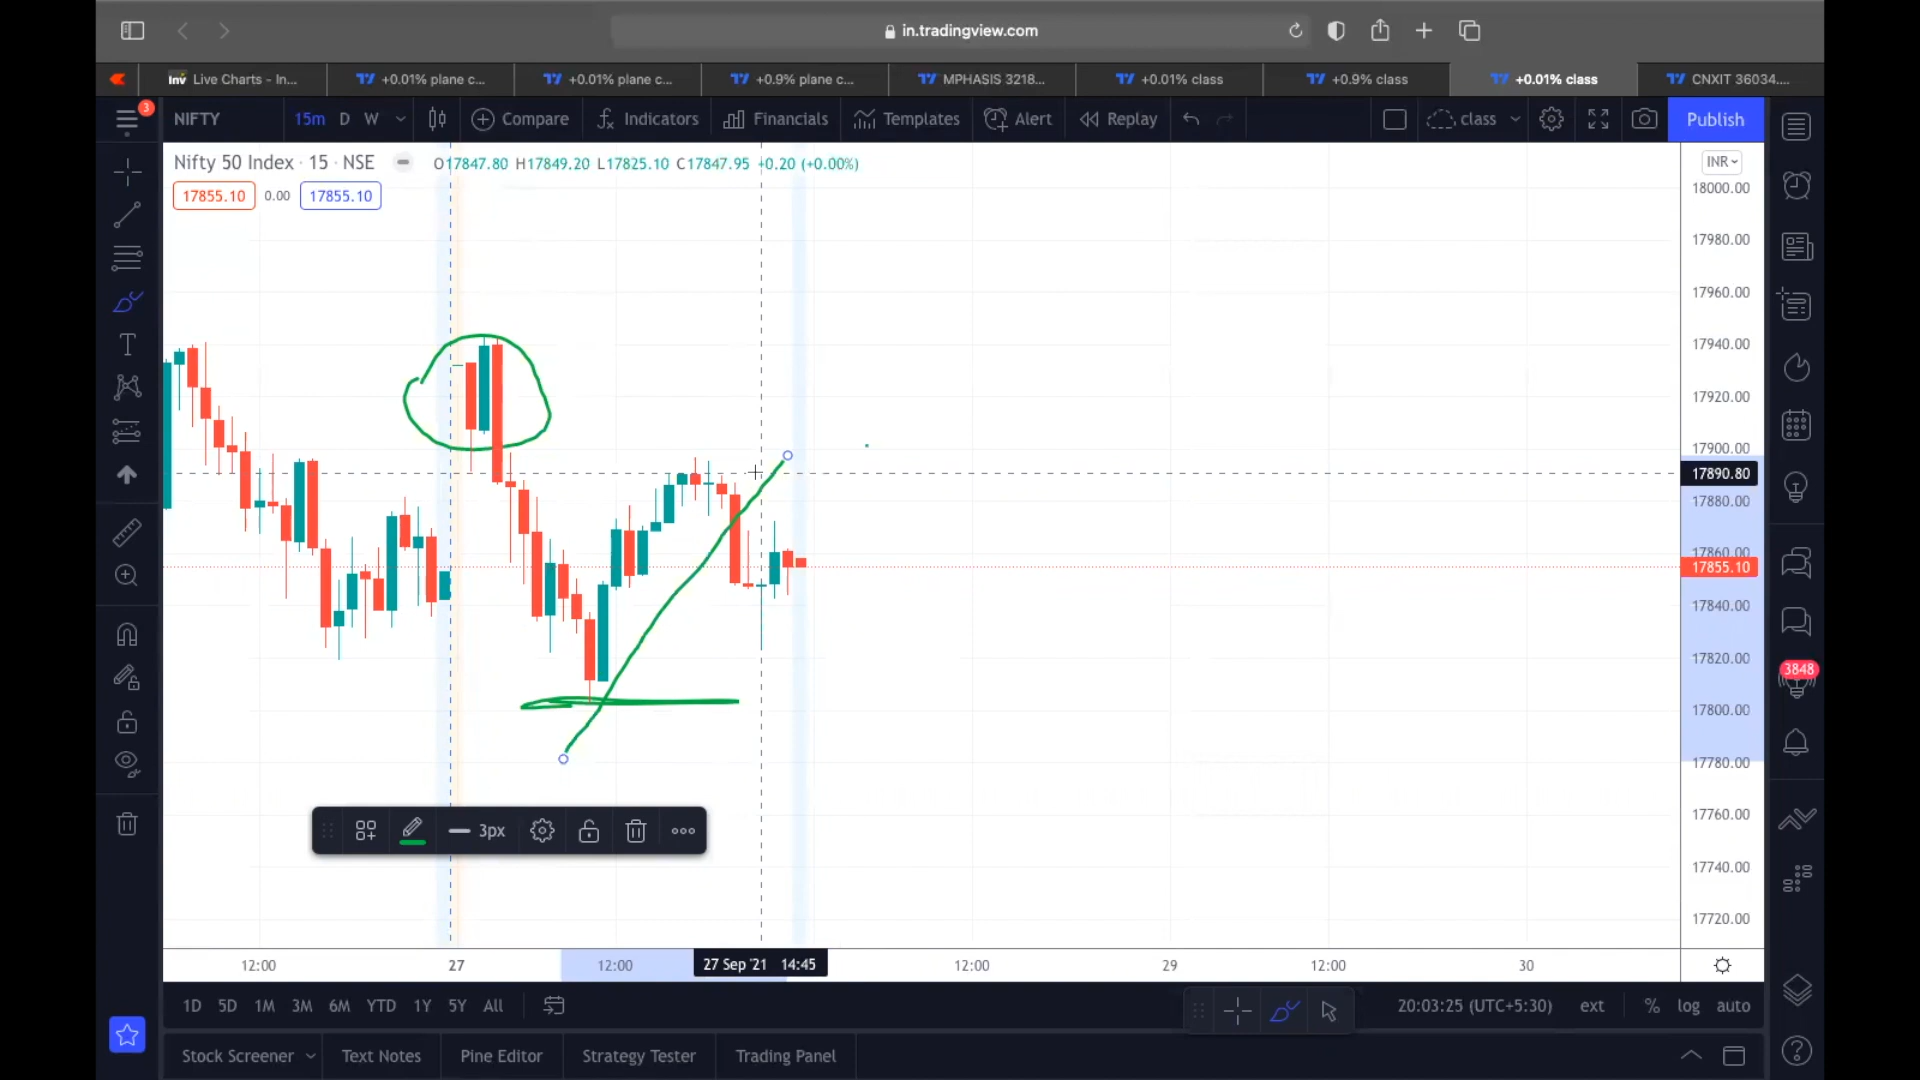 in.tradingview.com
Inv Live Charts - In...
+0.01% plane c...
+0.01% plane c...
+0.9% plane c...
MPHASIS 3218...
+0.01% class
+0.9% class
+0.01% class
CNXIT 36034....
3
NIFTY 15m D W Compare Indicators Financials Templates Alert Replay class Publish
Nifty 50 Index · 15 · NSE O17847.80 H17849.20 L17825.10 C17847.95 +0.20 (+0.00%)
17855.10 0.00 17855.10
INR
18000.00
17980.00
17960.00
17940.00
17920.00
17900.00
17890.80
17880.00
17860.00
17855.10
17840.00
17820.00
17800.00
17780.00
17760.00
17740.00
17720.00
3848
3px
12:00 27 12:00 27 Sep '21 14:45 12:00 29 12:00 30
1D 5D 1M 3M 6M YTD 1Y 5Y All 20:03:25 (UTC+5:30) ext % log auto
Stock Screener Text Notes Pine Editor Strategy Tester Trading Panel